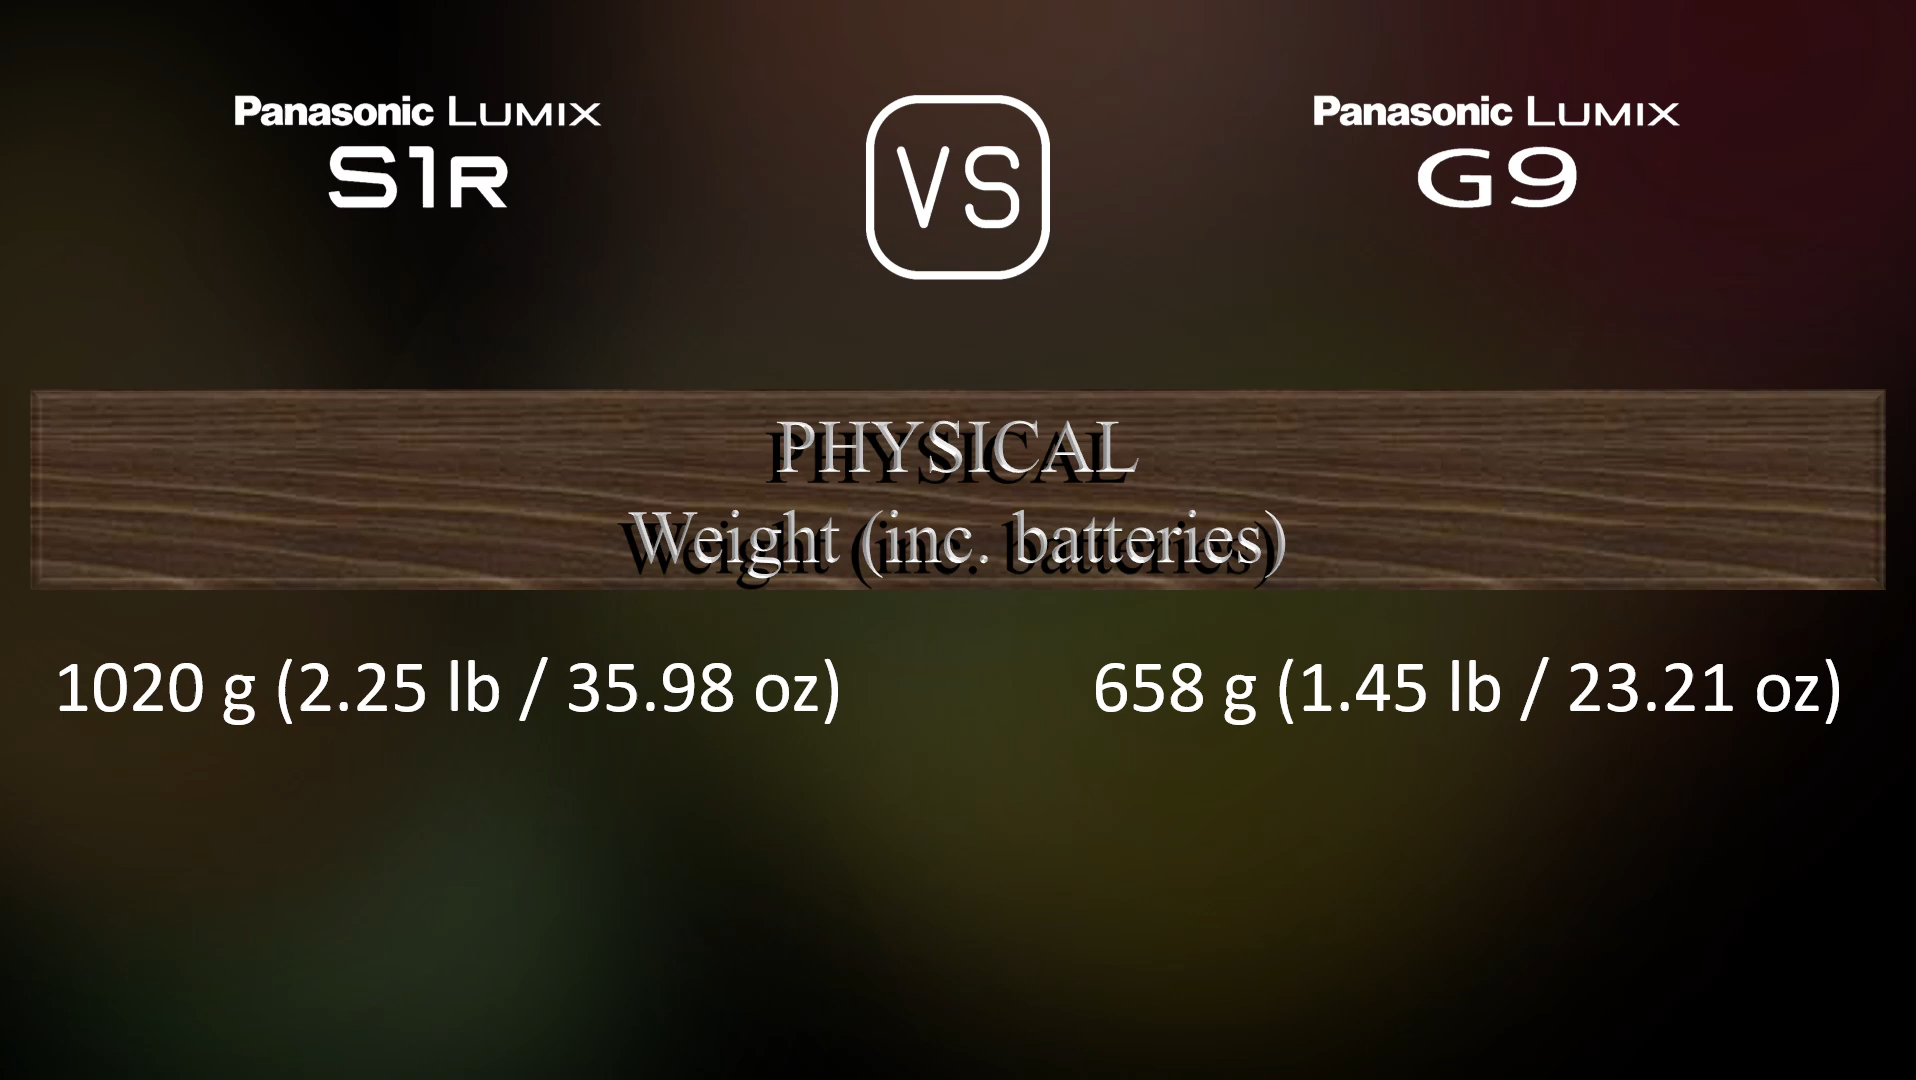 Panasonic LUMIX
S1R
VS
Panasonic LUMIX
G9
PHYSICAL
Weight (inc. batteries)
1020 g (2.25 lb / 35.98 oz)
658 g (1.45 lb / 23.21 oz)